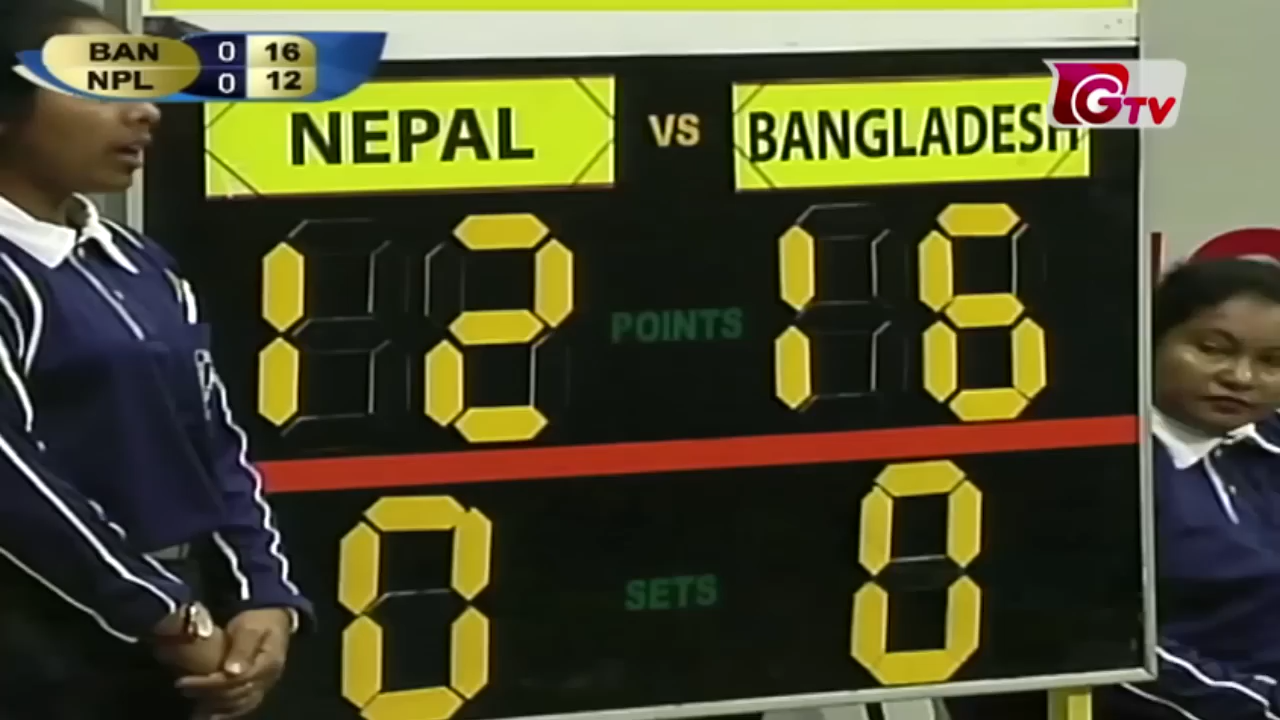 BAN 0 16
NPL 0 12
GTV
NEPAL VS BANGLADESH
12 POINTS 16
0 SETS 0